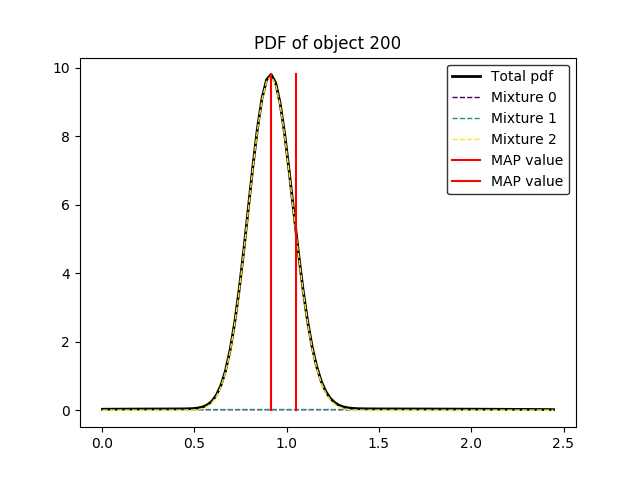 PDF of object 200
Total pdf
Mixture 0
Mixture 1
Mixture 2
MAP value
MAP value
10
8
6
4
2
0
0.0 0.5 1.0 1.5 2.0 2.5